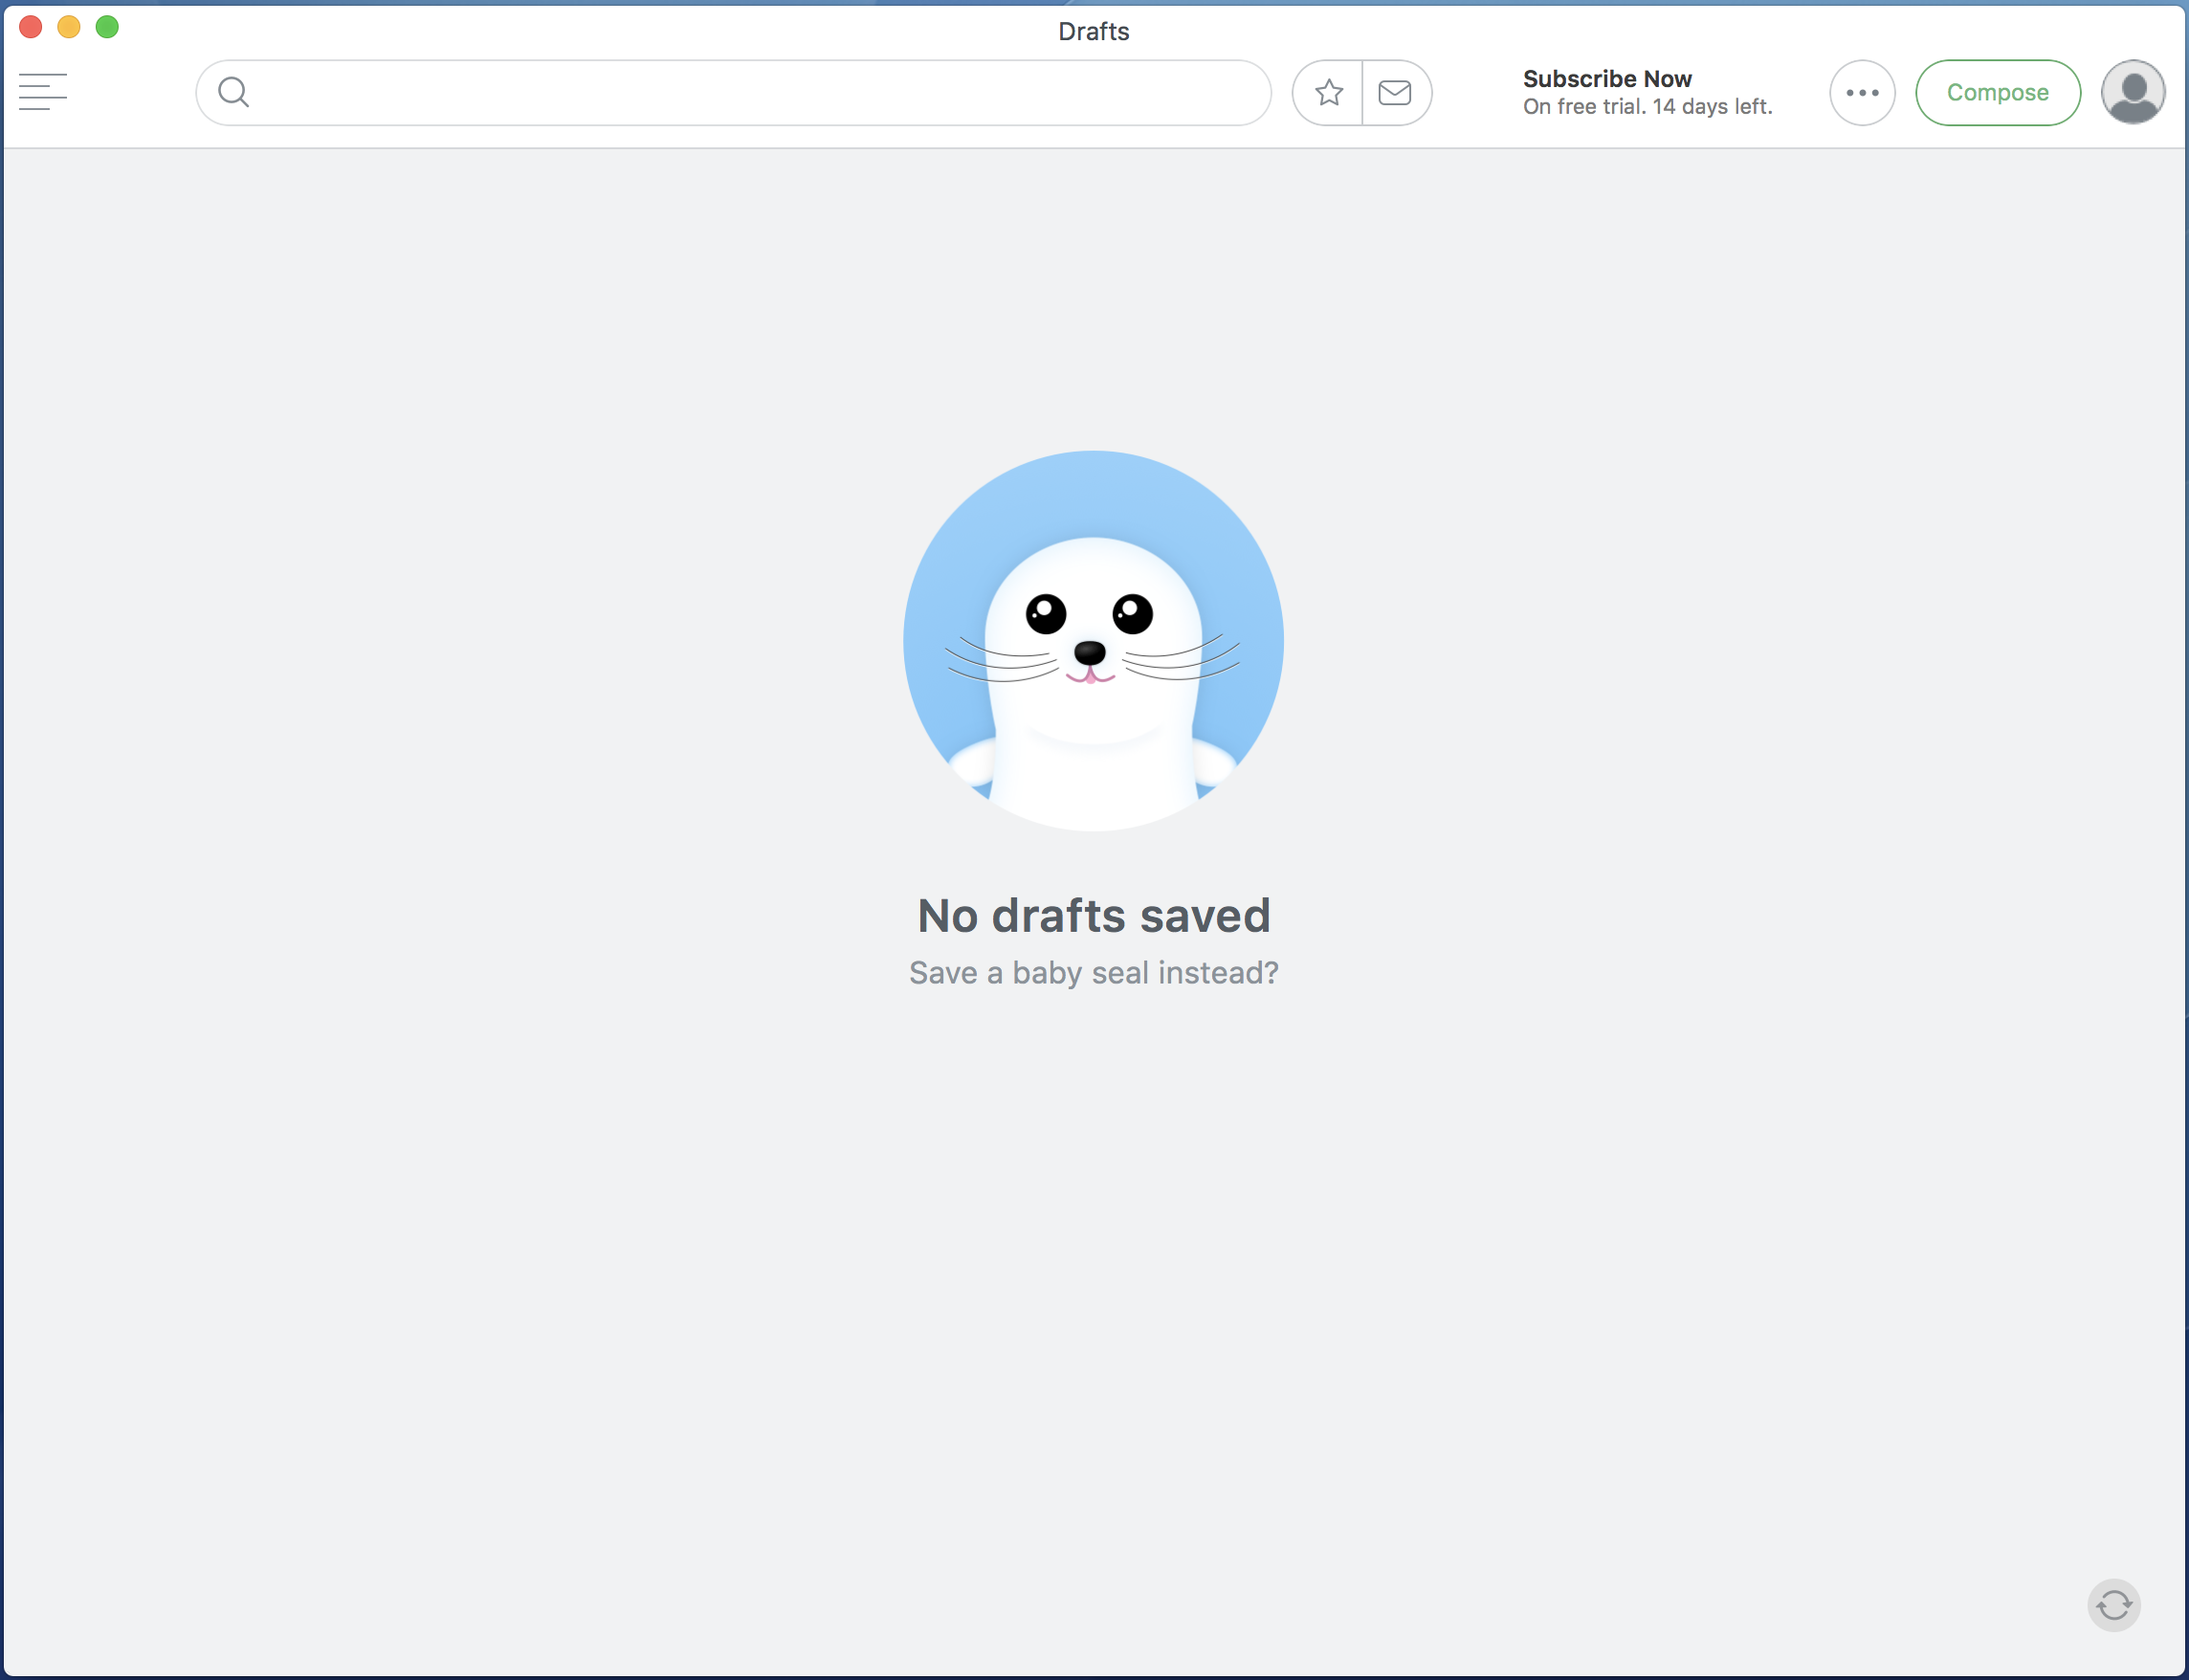 Drafts
Subscribe Now
On free trial. 14 days left.
Compose
No drafts saved
Save a baby seal instead?